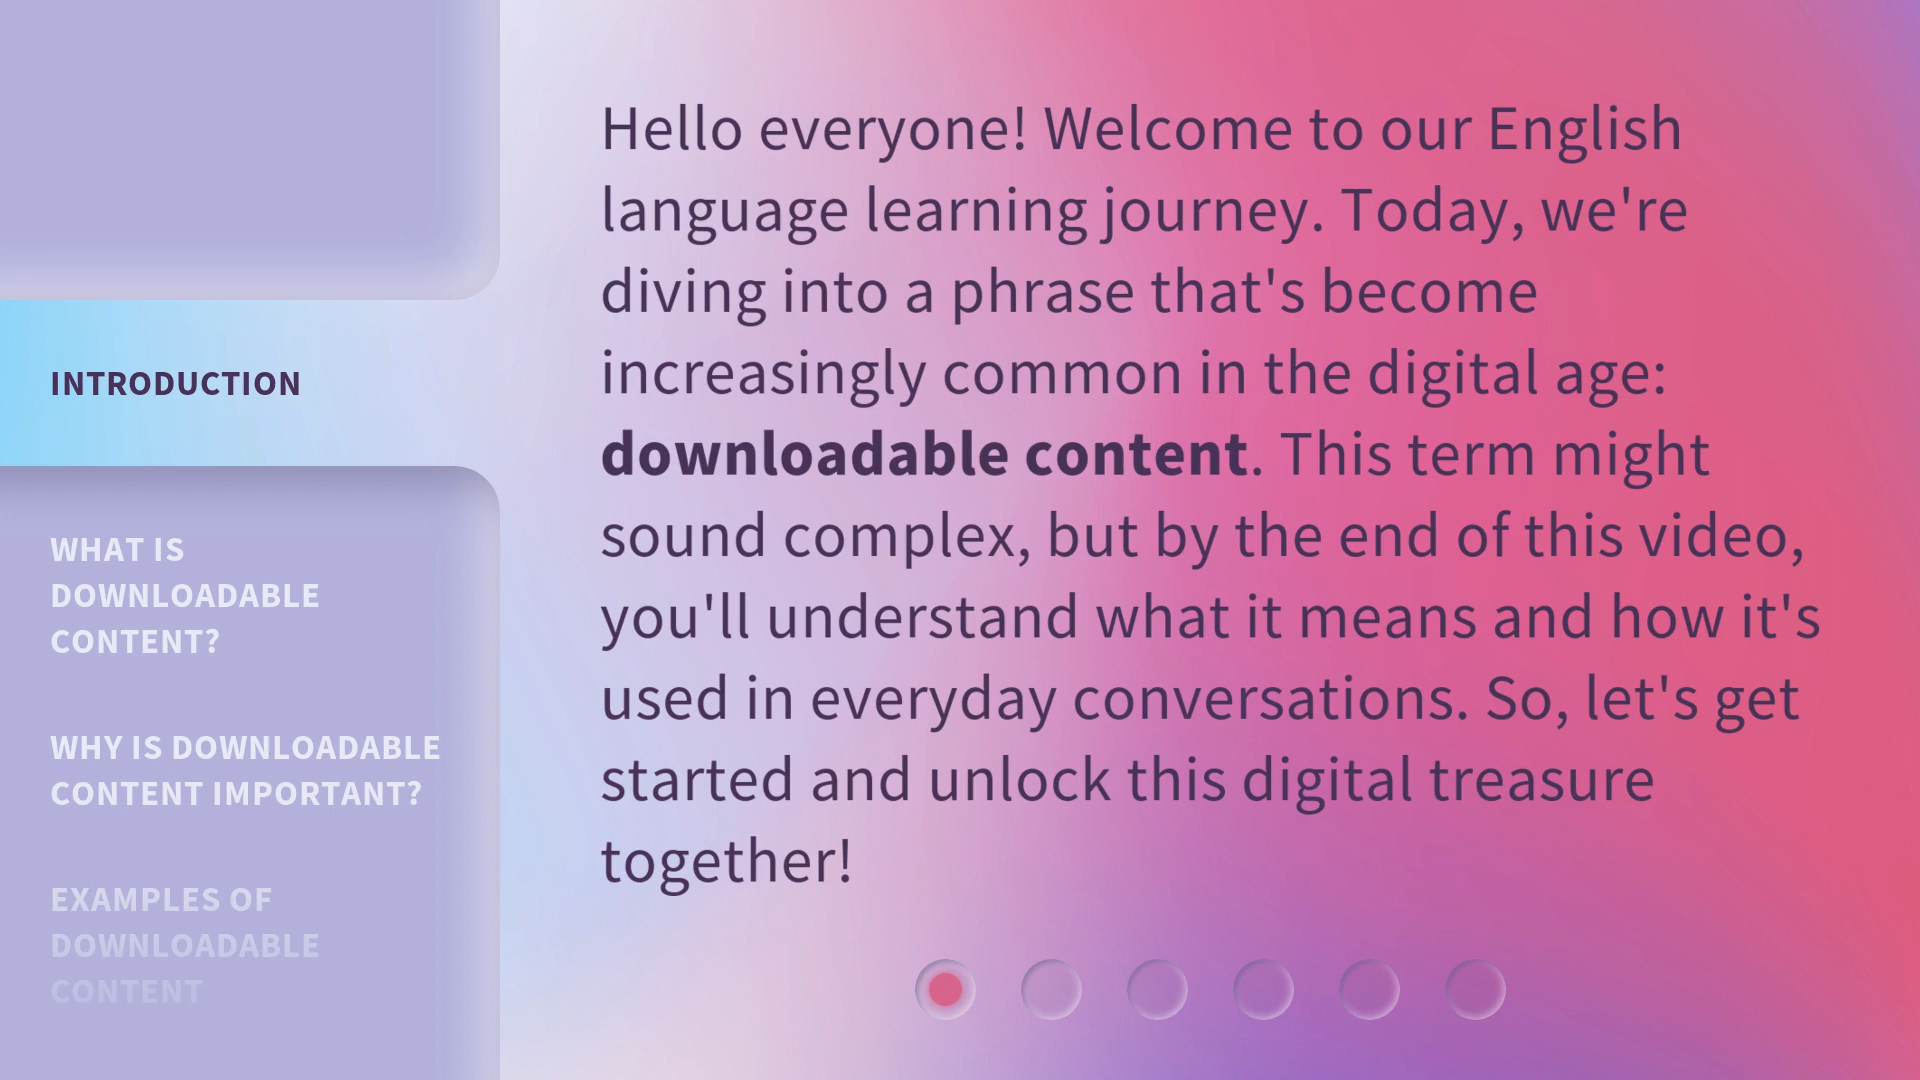 INTRODUCTION
WHAT IS
DOWNLOADABLE
CONTENT?
WHY IS DOWNLOADABLE
CONTENT IMPORTANT?
EXAMPLES OF
DOWNLOADABLE
CONTENT
Hello everyone! Welcome to our English
language learning journey. Today, we're
diving into a phrase that's become
increasingly common in the digital age:
downloadable content. This term might
sound complex, but by the end of this video,
you'll understand what it means and how it's
used in everyday conversations. So, let's get
started and unlock this digital treasure
together!